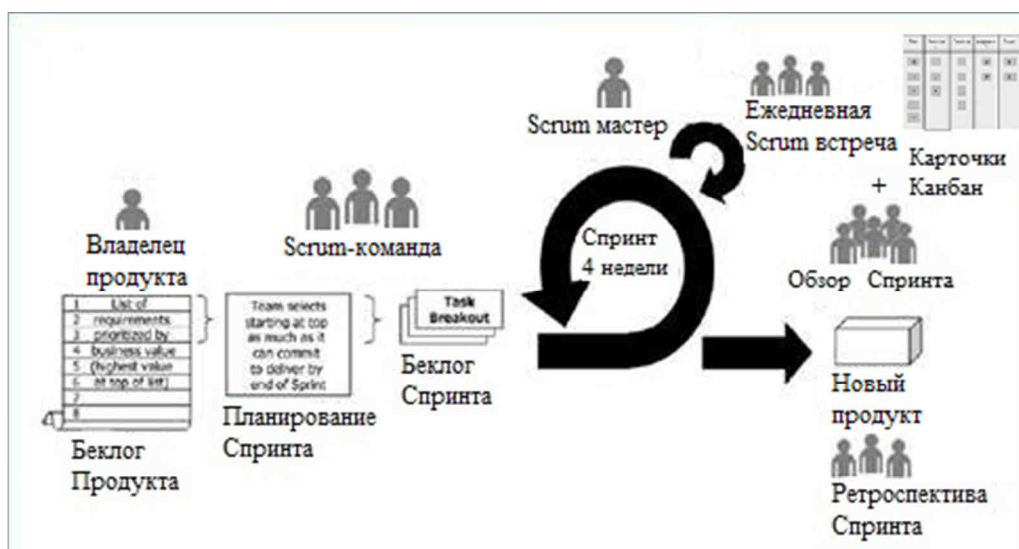 Scrum мастер
Ежедневная
Scrum встреча
Карточки
+ Канбан
Владелец
продукта
Scrum-команда
Спринт
4 недели
Обзор Спринта
1 List of
2 requirements
3 prioritized by
4 business value
5 (highest value
6 at top of list)
7
8
Беклог
Продукта
Team selects
starting at top
as much as it
can commit
to deliver by
end of Sprint
Планирование
Спринта
Task
Breakout
Беклог
Спринта
Новый
продукт
Ретроспектива
Спринта